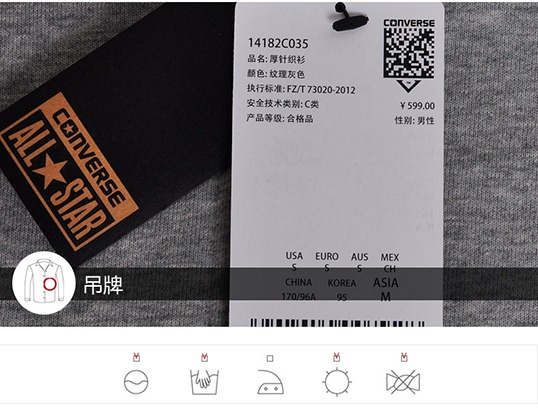 CONVERSE
14182C035
品名: 厚针织衫
颜色: 纹理灰色
执行标准: FZ/T 73020-2012
安全技术类别: C类
¥ 599.00
产品等级: 合格品
性别: 男性
CONVERSE
ALL STAR
USA EURO AUS MEX
S S S CH
CHINA KOREA ASIA
170/96A 95 M
吊牌